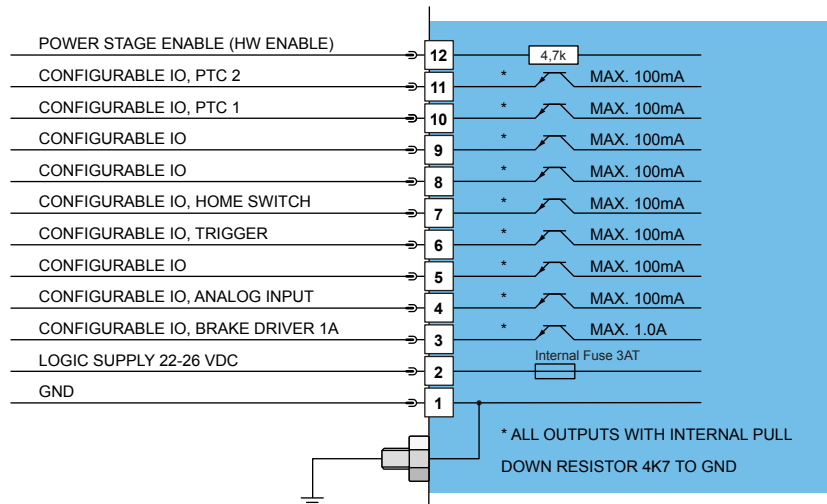 POWER STAGE ENABLE (HW ENABLE) 12 4,7k
CONFIGURABLE IO, PTC 2 11 * MAX. 100mA
CONFIGURABLE IO, PTC 1 10 * MAX. 100mA
CONFIGURABLE IO 9 * MAX. 100mA
CONFIGURABLE IO 8 * MAX. 100mA
CONFIGURABLE IO, HOME SWITCH 7 * MAX. 100mA
CONFIGURABLE IO, TRIGGER 6 * MAX. 100mA
CONFIGURABLE IO 5 * MAX. 100mA
CONFIGURABLE IO, ANALOG INPUT 4 * MAX. 100mA
CONFIGURABLE IO, BRAKE DRIVER 1A 3 * MAX. 1.0A
LOGIC SUPPLY 22-26 VDC 2 Internal Fuse 3AT
GND 1
* ALL OUTPUTS WITH INTERNAL PULL
DOWN RESISTOR 4K7 TO GND